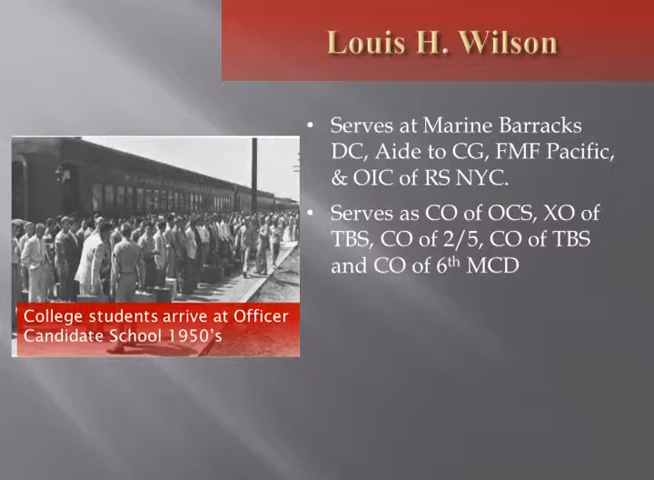 Louis H. Wilson
• Serves at Marine Barracks
DC, Aide to CG, FMF Pacific,
& OIC of RS NYC.
• Serves as CO of OCS, XO of
TBS, CO of 2/5, CO of TBS
and CO of 6th MCD
College students arrive at Officer
Candidate School 1950's